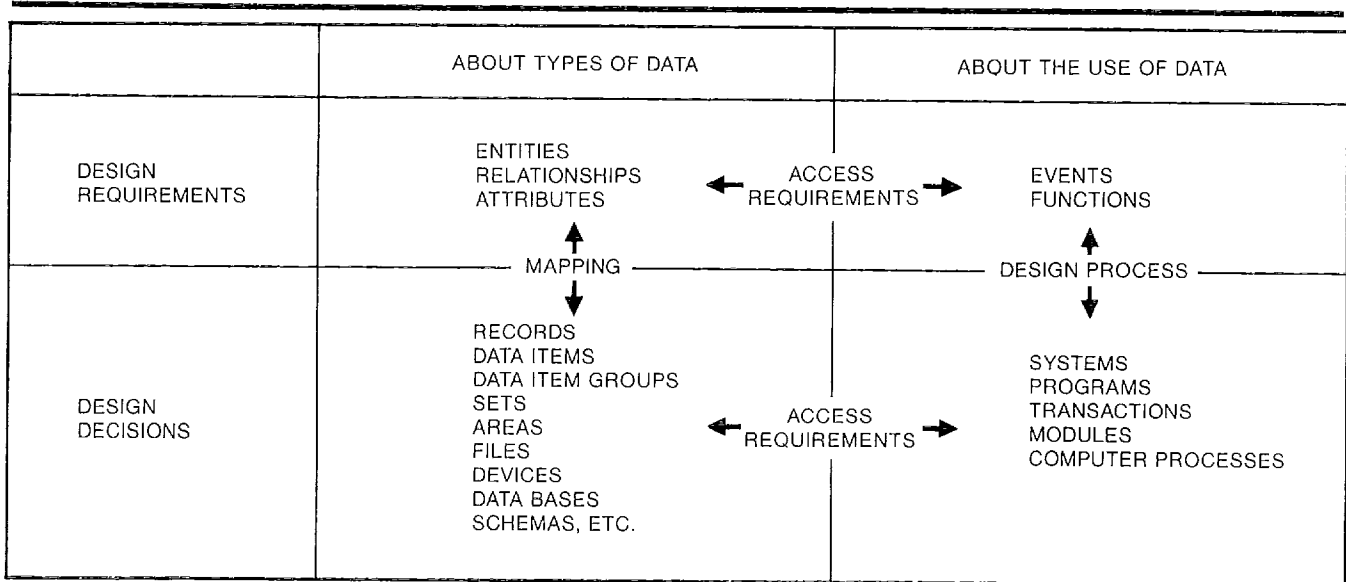 ABOUT TYPES OF DATA
ABOUT THE USE OF DATA
DESIGN
REQUIREMENTS
ENTITIES
RELATIONSHIPS
ATTRIBUTES
ACCESS
REQUIREMENTS
EVENTS
FUNCTIONS
MAPPING
DESIGN PROCESS
DESIGN
DECISIONS
RECORDS
DATA ITEMS
DATA ITEM GROUPS
SETS
AREAS
FILES
DEVICES
DATA BASES
SCHEMAS, ETC.
ACCESS
REQUIREMENTS
SYSTEMS
PROGRAMS
TRANSACTIONS
MODULES
COMPUTER PROCESSES